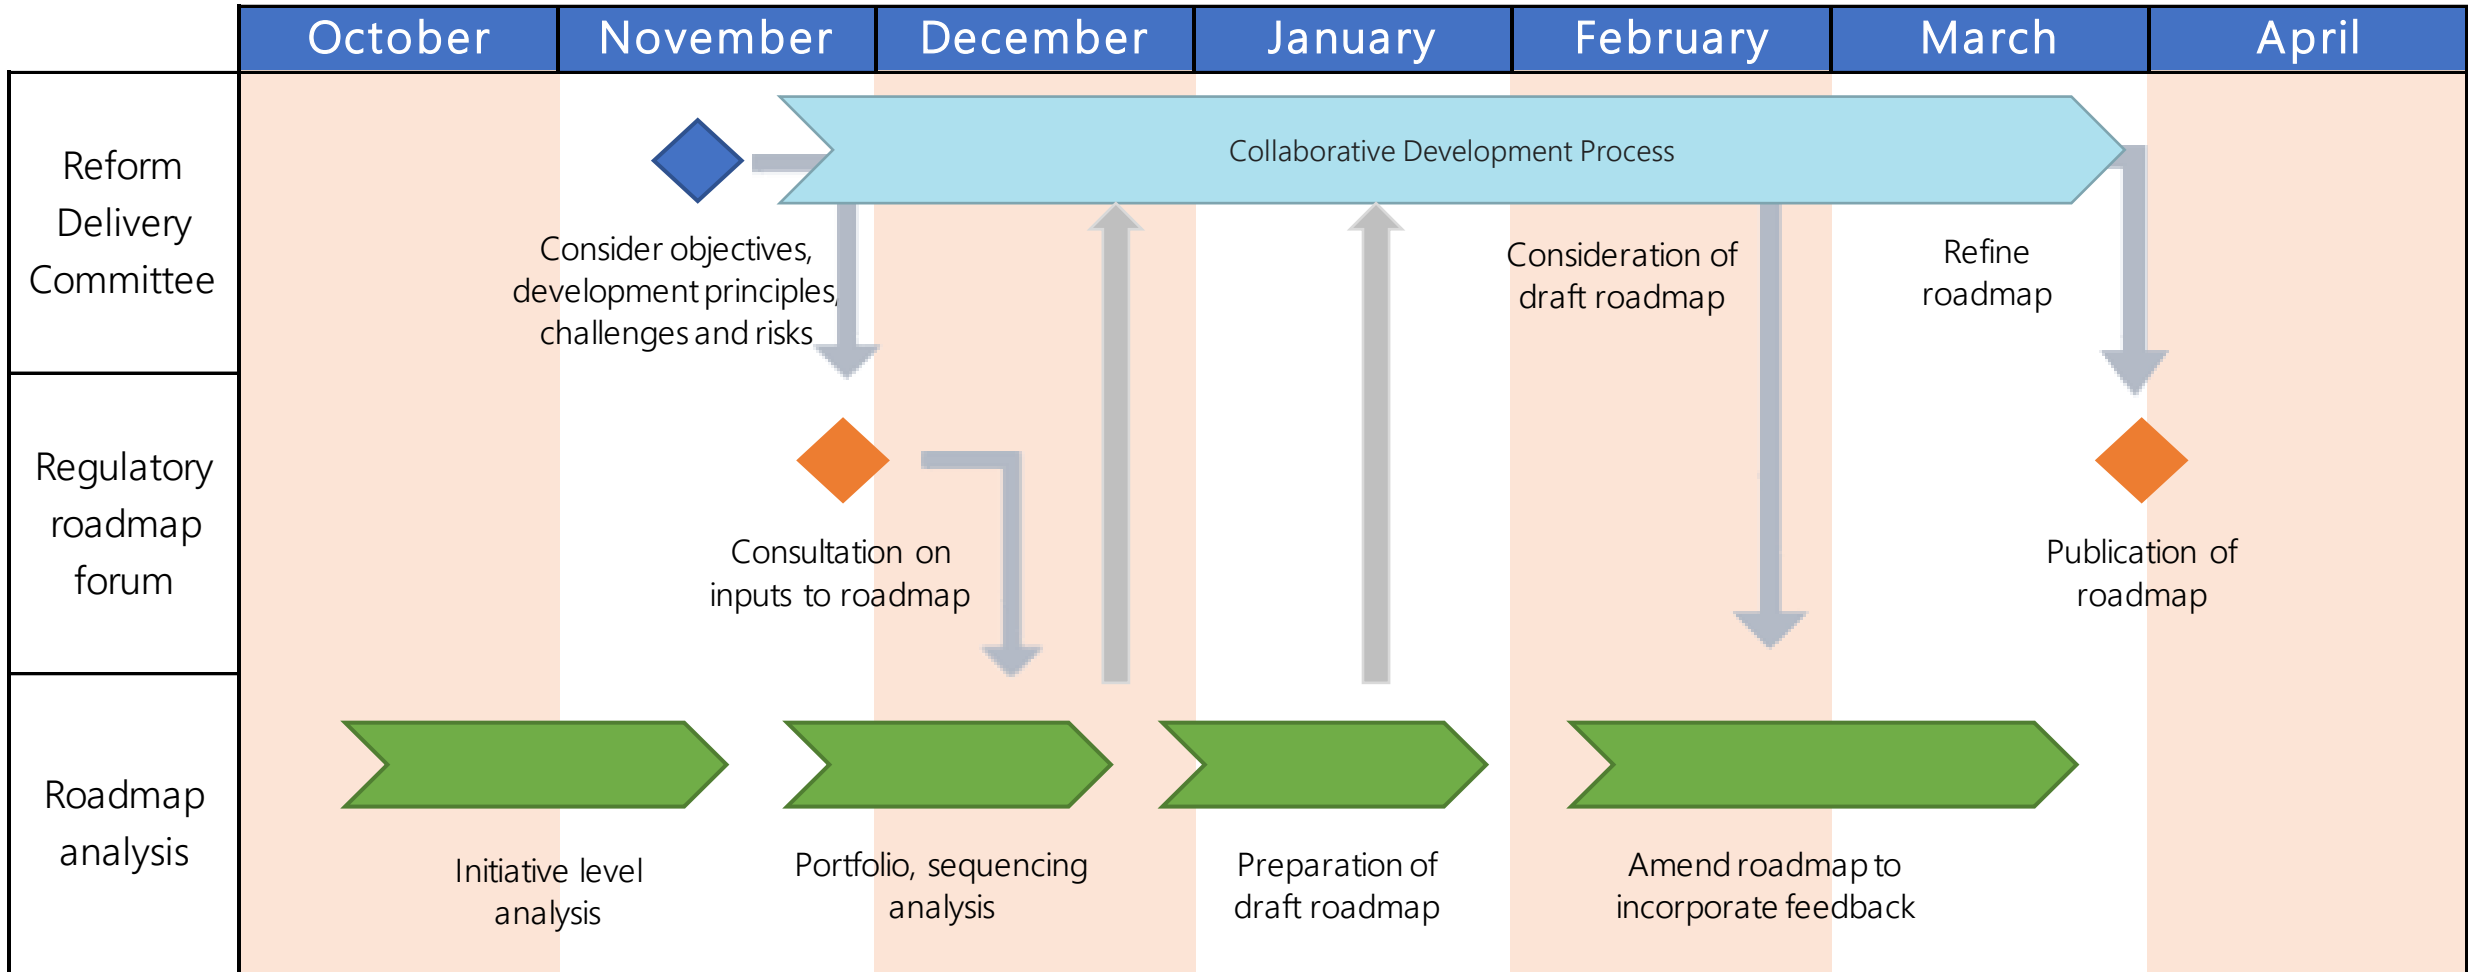 October
November
December
January
February
March
April
Reform
Delivery
Committee
Collaborative Development Process
Consider objectives,
development principles,
challenges and risks
Consideration of
draft roadmap
Refine
roadmap
Regulatory
roadmap
forum
Consultation on
inputs to roadmap
Publication of
roadmap
Roadmap
analysis
Initiative level
analysis
Portfolio, sequencing
analysis
Preparation of
draft roadmap
Amend roadmap to
incorporate feedback